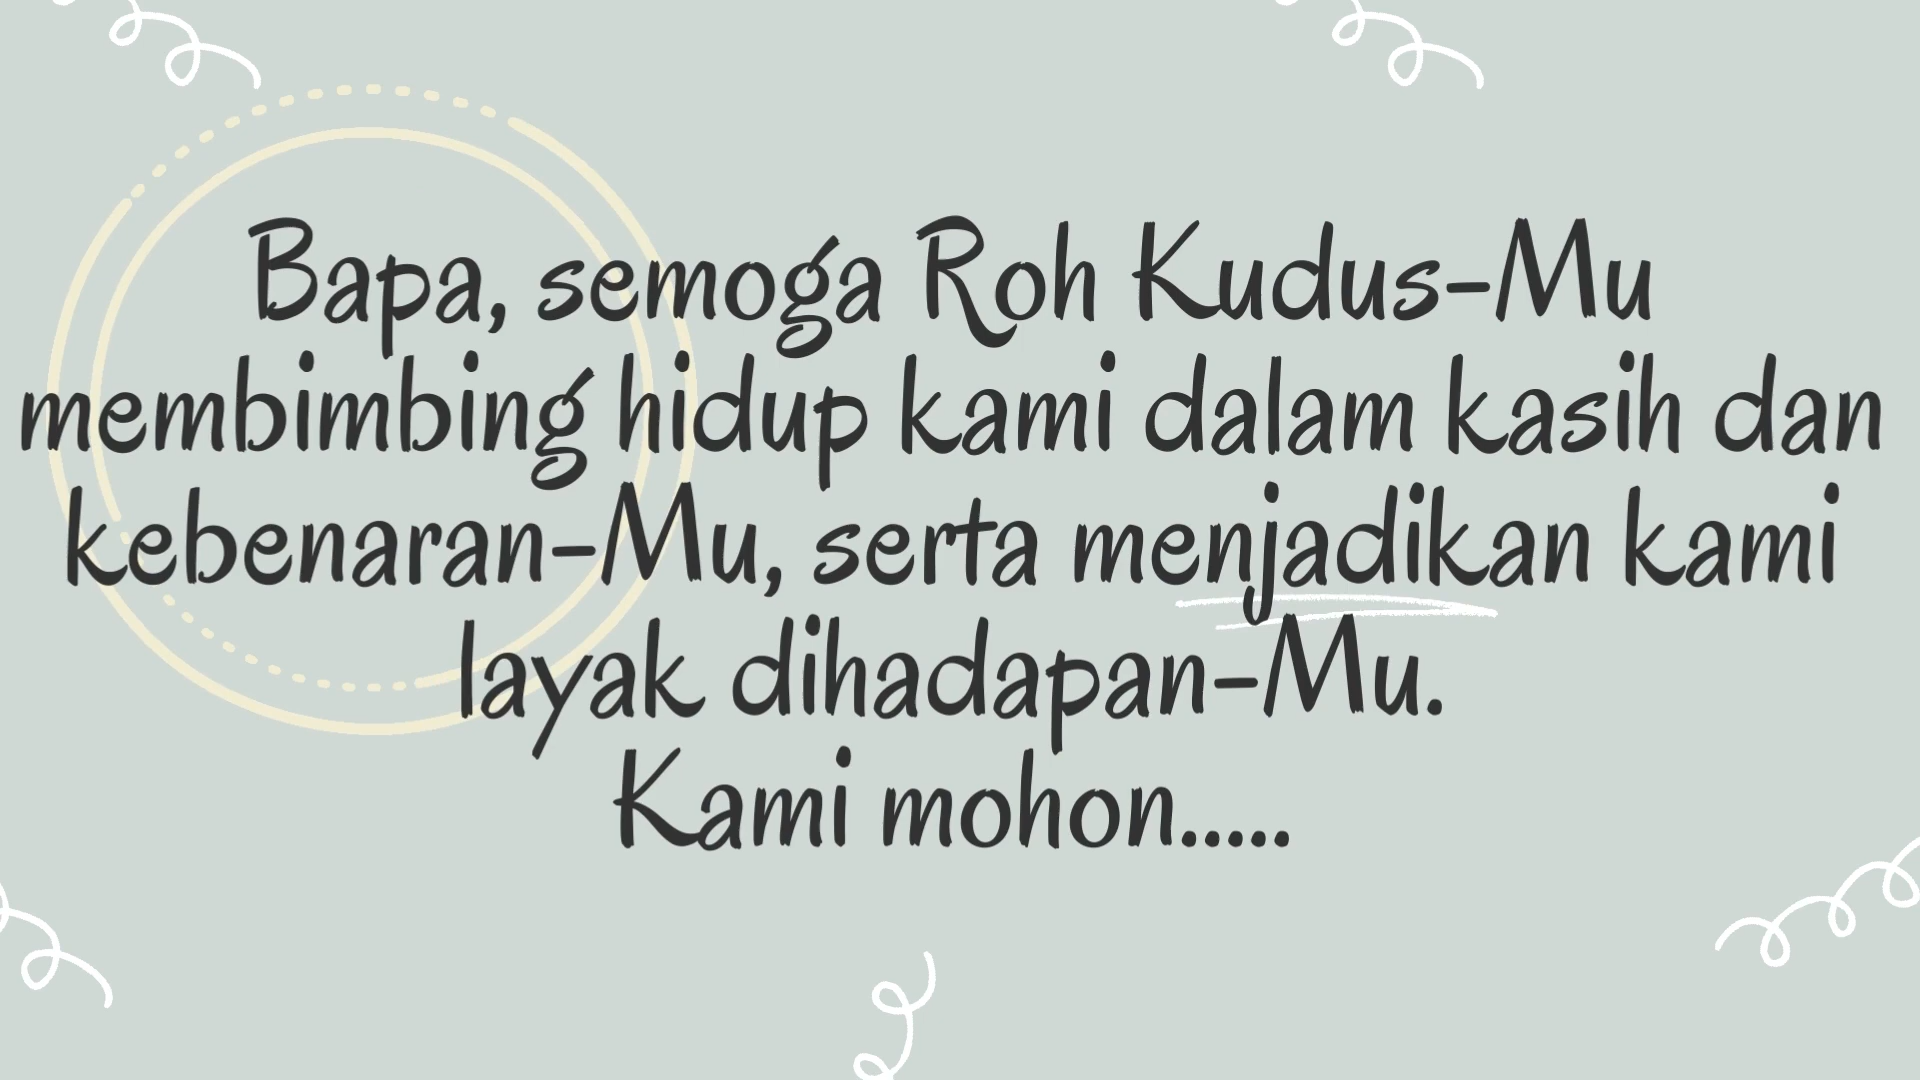 Bapa, semoga Roh Kudus-Mu
membimbing hidup kami dalam kasih dan
kebenaran-Mu, serta menjadikan kami
layak dihadapan-Mu.
Kami mohon.....